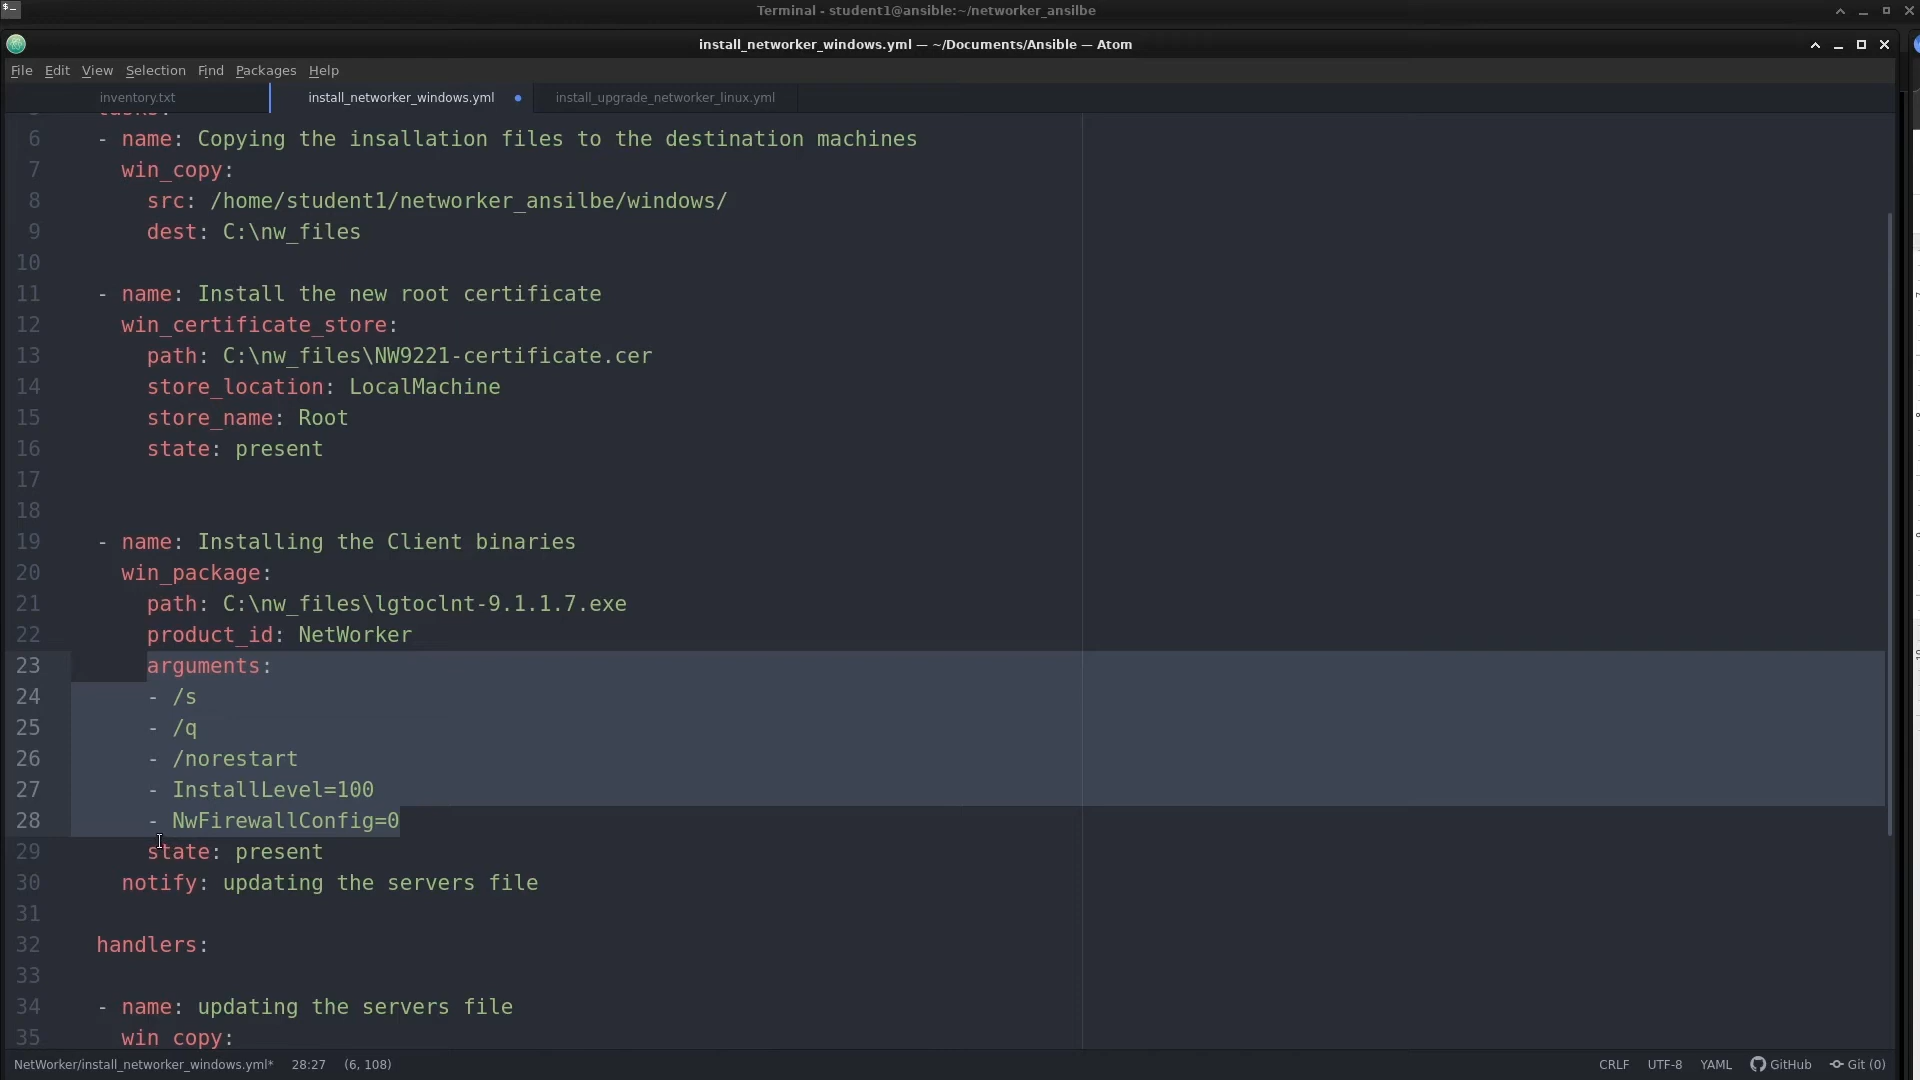 Terminal - student1@ansible:~/networker_ansilbe
install_networker_windows.yml — ~/Documents/Ansible — Atom
File Edit View Selection Find Packages Help
inventory.txt install_networker_windows.yml install_upgrade_networker_linux.yml
6 - name: Copying the insallation files to the destination machines
7 win_copy:
8 src: /home/student1/networker_ansilbe/windows/
9 dest: C:\nw_files
10
11 - name: Install the new root certificate
12 win_certificate_store:
13 path: C:\nw_files\NW9221-certificate.cer
14 store_location: LocalMachine
15 store_name: Root
16 state: present
17
18
19 - name: Installing the Client binaries
20 win_package:
21 path: C:\nw_files\lgtoclnt-9.1.1.7.exe
22 product_id: NetWorker
23 arguments:
24 - /s
25 - /q
26 - /norestart
27 - InstallLevel=100
28 - NwFirewallConfig=0
29 state: present
30 notify: updating the servers file
31
32 handlers:
33
34 - name: updating the servers file
35 win_copy:
NetWorker/install_networker_windows.yml* 28:27 (6, 108) CRLF UTF-8 YAML GitHub Git (0)